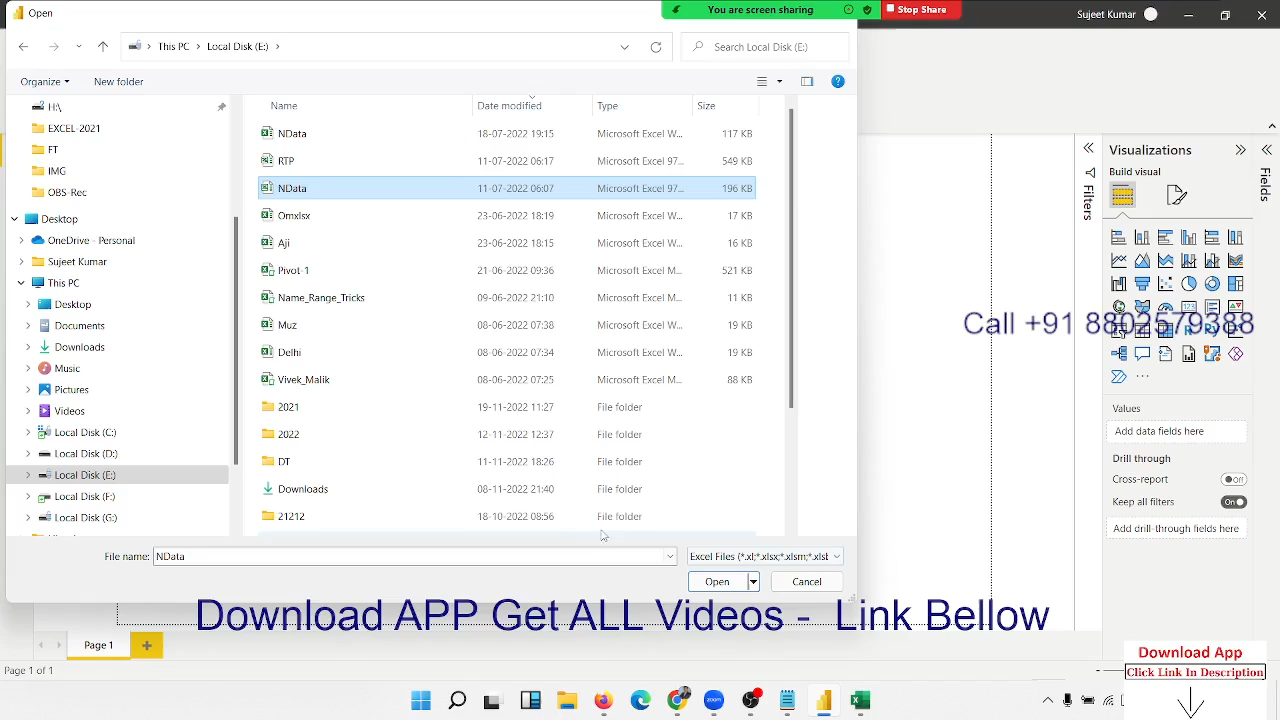 Open
You are screen sharing
Stop Share
Sujeet Kumar
This PC
Local Disk (E:)
Search Local Disk (E:)
Organize
New folder
H:\
EXCEL-2021
FT
IMG
OBS-Rec
Desktop
OneDrive - Personal
Sujeet Kumar
This PC
Desktop
Documents
Downloads
Music
Pictures
Videos
Local Disk (C:)
Local Disk (D:)
Local Disk (E:)
Local Disk (F:)
Local Disk (G:)
Name Date modified Type Size
NData 18-07-2022 19:15 Microsoft Excel W... 117 KB
RTP 11-07-2022 06:17 Microsoft Excel 97... 549 KB
NData 11-07-2022 06:07 Microsoft Excel 97... 196 KB
Omxlsx 23-06-2022 18:19 Microsoft Excel W... 17 KB
Aji 23-06-2022 18:15 Microsoft Excel W... 16 KB
Pivot-1 21-06-2022 09:36 Microsoft Excel M... 521 KB
Name_Range_Tricks 09-06-2022 21:10 Microsoft Excel M... 11 KB
Muz 08-06-2022 07:38 Microsoft Excel W... 19 KB
Delhi 08-06-2022 07:34 Microsoft Excel W... 19 KB
Vivek_Malik 08-06-2022 07:25 Microsoft Excel M... 88 KB
2021 19-11-2022 11:27 File folder
2022 12-11-2022 12:37 File folder
DT 11-11-2022 18:26 File folder
Downloads 08-11-2022 21:40 File folder
21212 18-10-2022 08:56 File folder
File name: NData
Excel Files (*.xl;*.xlsx;*.xlsm;*.xlst
Open
Cancel
Filters
Visualizations
Build visual
Fields
Call +91 8802579388
Values
Add data fields here
Drill through
Cross-report
Off
Keep all filters
On
Add drill-through fields here
Download APP Get ALL Videos - Link Bellow
Page 1
Page 1 of 1
Download App
Click Link In Description
zoom